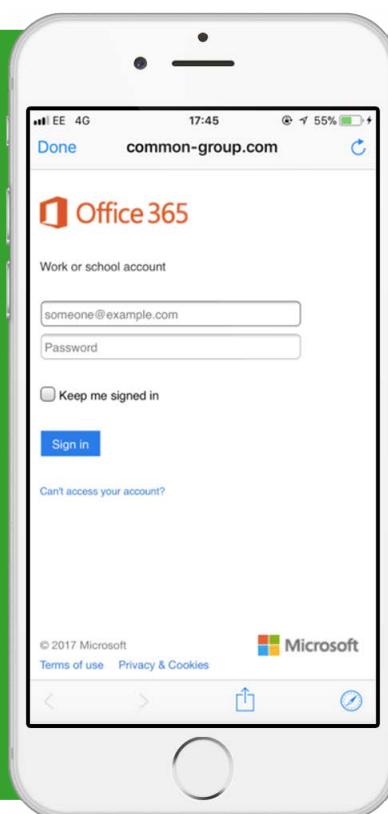 EE 4G 17:45 55%
Done common-group.com
Office 365
Work or school account
someone@example.com
Password
Keep me signed in
Sign in
Can't access your account?
© 2017 Microsoft
Microsoft
Terms of use Privacy & Cookies